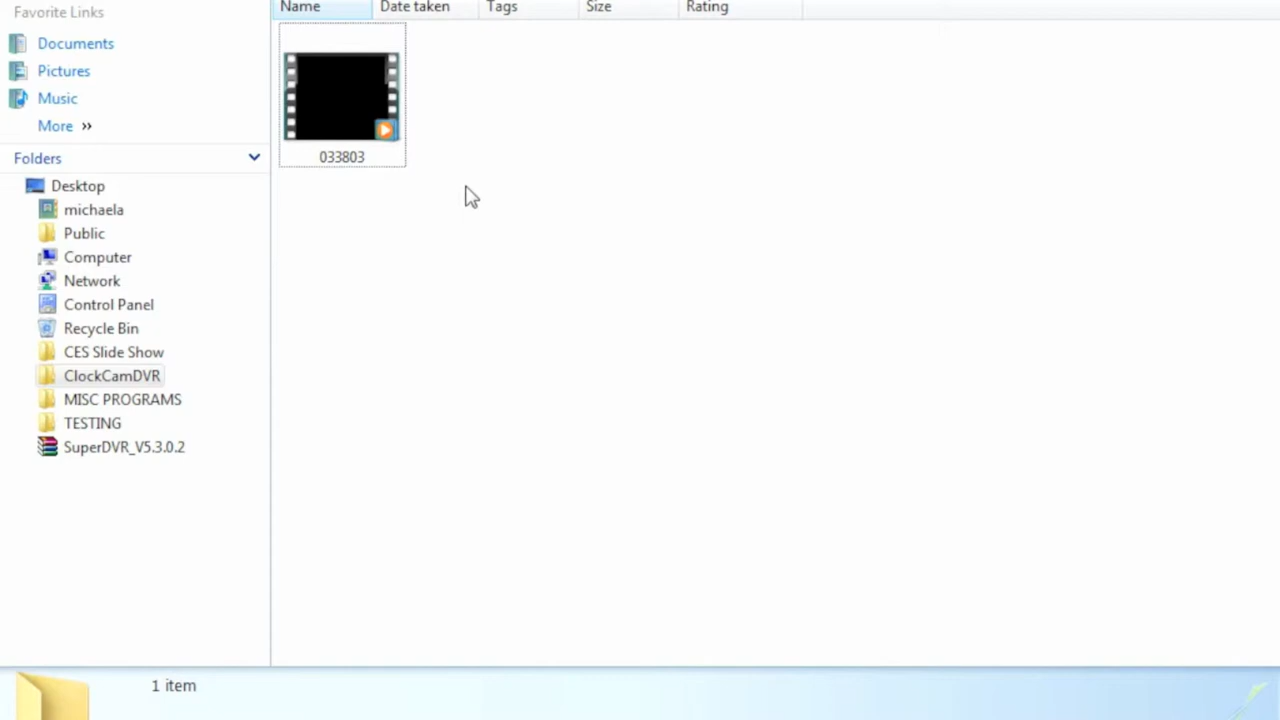 Favorite Links
Documents
Pictures
Music
More »
Folders
Desktop
michaela
Public
Computer
Network
Control Panel
Recycle Bin
CES Slide Show
ClockCamDVR
MISC PROGRAMS
TESTING
SuperDVR_V5.3.0.2
Name Date taken Tags Size Rating
033803
1 item